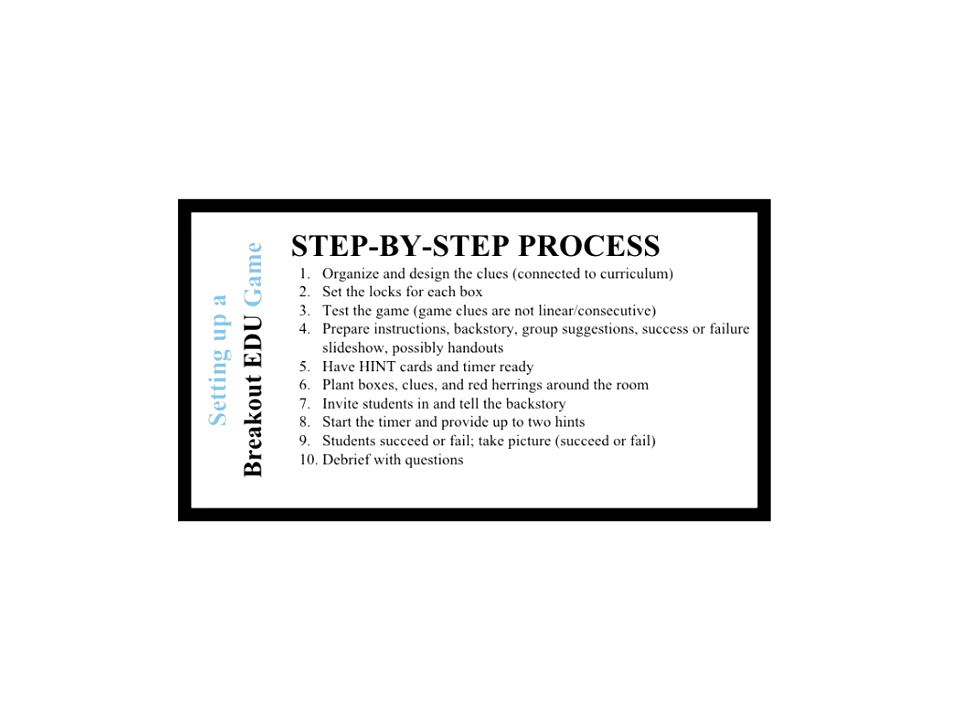 Setting up a
Breakout EDU Game
STEP-BY-STEP PROCESS
1. Organize and design the clues (connected to curriculum)
2. Set the locks for each box
3. Test the game (game clues are not linear/consecutive)
4. Prepare instructions, backstory, group suggestions, success or failure
slideshow, possibly handouts
5. Have HINT cards and timer ready
6. Plant boxes, clues, and red herrings around the room
7. Invite students in and tell the backstory
8. Start the timer and provide up to two hints
9. Students succeed or fail; take picture (succeed or fail)
10. Debrief with questions